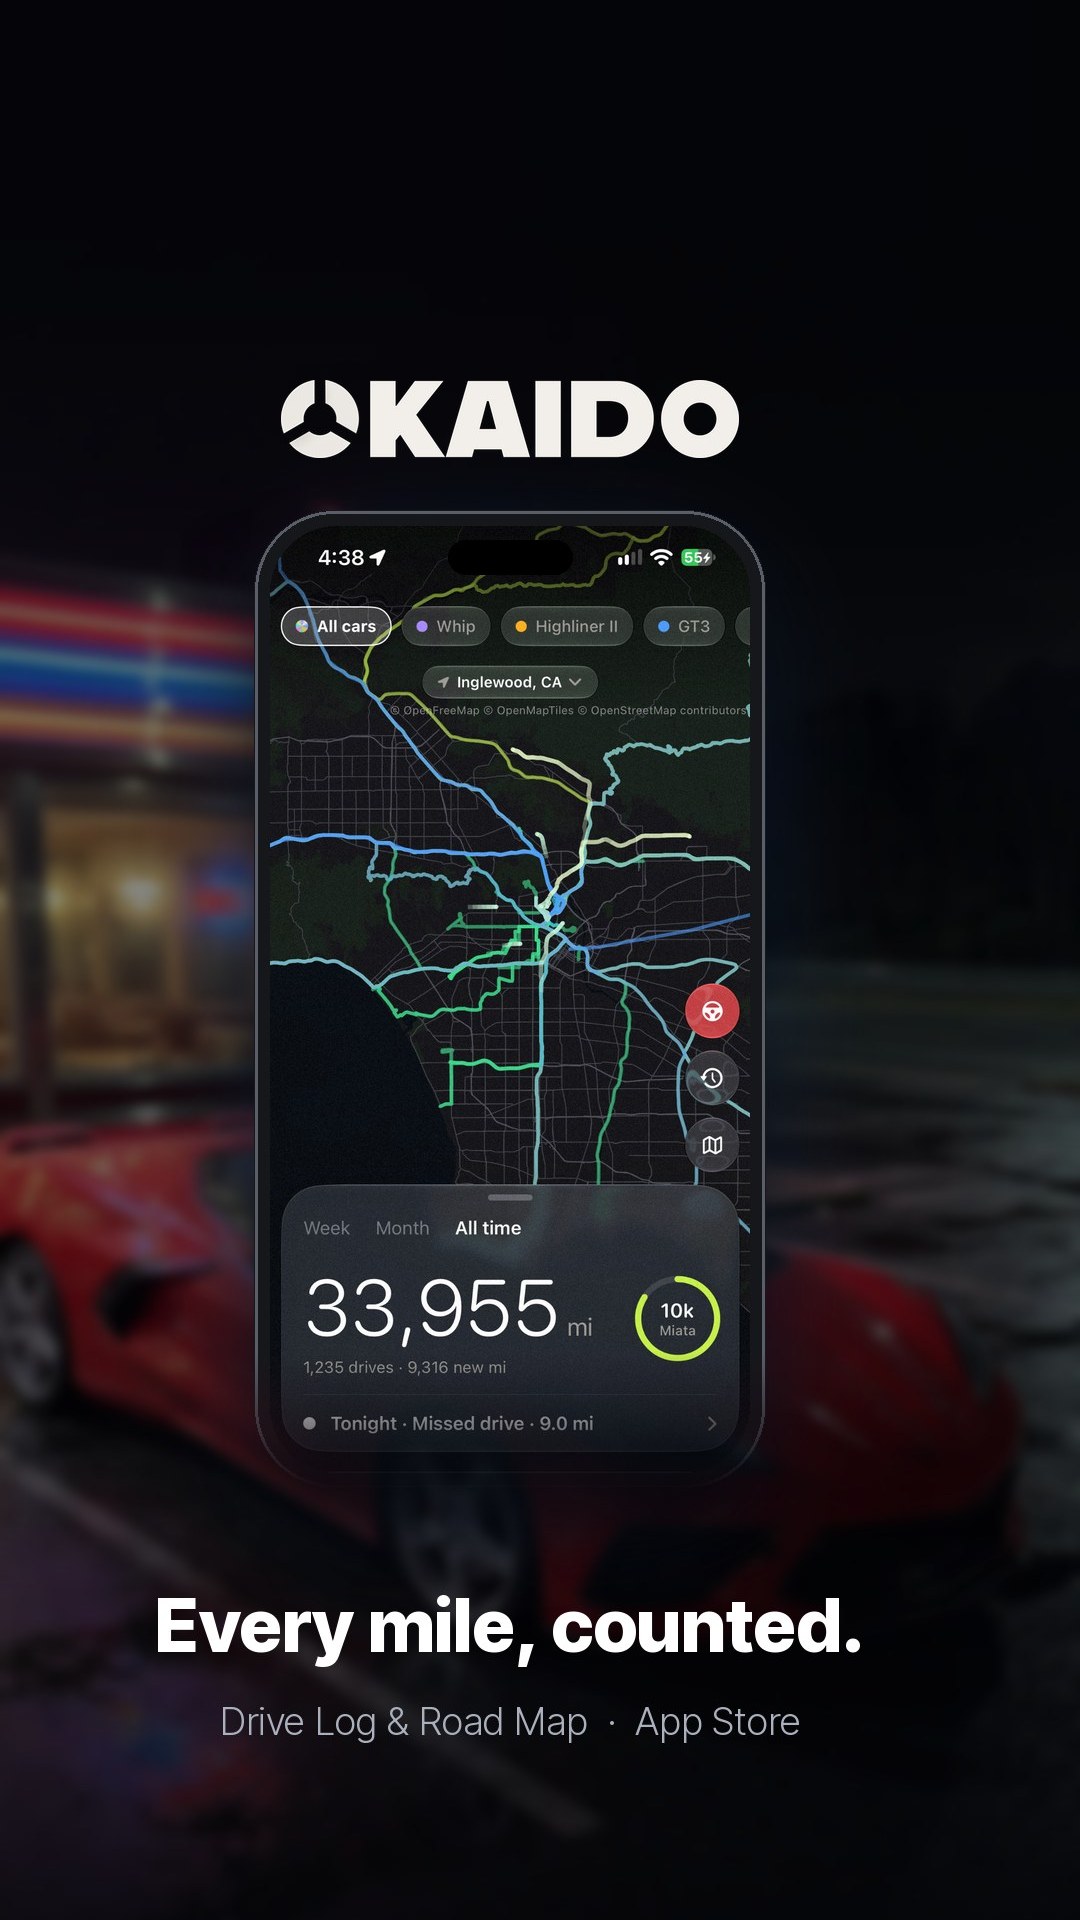 KAIDO
4:38
55
All cars
Whip
Highliner II
GT3
Inglewood, CA
© OpenFreeMap © OpenMapTiles © OpenStreetMap contributors
Week
Month
All time
33,955 mi
10k
Miata
1,235 drives · 9,316 new mi
Tonight · Missed drive · 9.0 mi
Every mile, counted.
Drive Log & Road Map · App Store